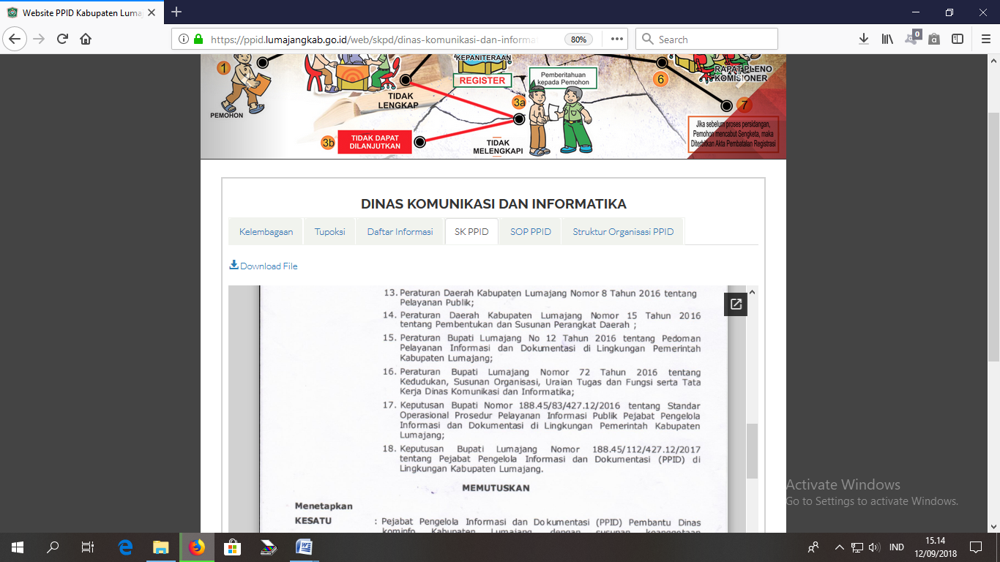 Website PPID Kabupaten Lumaj
https://ppid.lumajangkab.go.id/web/skpd/dinas-komunikasi-dan-informa
80%
Search
0
1
PEMOHON
TIDAK
LENGKAP
KEPANITERAAN
REGISTER
3a
Pemberitahuan
kepada Pemohon
3b
TIDAK DAPAT
DILANJUTKAN
TIDAK
MELENGKAPI
6
RAPAT PLENO
KOMISIONER
7
Jika sebelum proses persidangan,
Pemohon mencabut Sengketa, maka
Diterbitkan Akta Pembatalan Registrasi
DINAS KOMUNIKASI DAN INFORMATIKA
Kelembagaan
Tupoksi
Daftar Informasi
SK PPID
SOP PPID
Struktur Organisasi PPID
Download File
13. Peraturan Daerah Kabupaten Lumajang Nomor 8 Tahun 2016 tentang
Pelayanan Publik;
14. Peraturan Daerah Kabupaten Lumajang Nomor 15 Tahun 2016
tentang Pembentukan dan Susunan Perangkat Daerah ;
15. Peraturan Bupati Lumajang No 12 Tahun 2016 tentang Pedoman
Pelayanan Informasi dan Dokumentasi di Lingkungan Pemerintah
Kabupaten Lumajang;
16. Peraturan Bupati Lumajang Nomor 72 Tahun 2016 tentang
Kedudukan, Susunan Organisasi, Uraian Tugas dan Fungsi serta Tata
Kerja Dinas Komunikasi dan Informatika;
17. Keputusan Bupati Nomor 188.45/83/427.12/2016 tentang Standar
Operasional Prosedur Pelayanan Informasi Publik Pejabat Pengelola
Informasi dan Dokumentasi di Lingkungan Pemerintah Kabupaten
Lumajang;
18. Keputusan Bupati Lumajang Nomor 188.45/112/427.12/2017
tentang Pejabat Pengelola Informasi dan Dokumentasi (PPID) di
Lingkungan Kabupaten Lumajang.
MEMUTUSKAN
Menetapkan
KESATU : Pejabat Pengelola Informasi dan Dokumentasi (PPID) Pembantu Dinas
kominfo Kabupaten Lumajang dengan susunan keanggotaan
Activate Windows
Go to Settings to activate Windows.
IND
15.14
12/09/2018